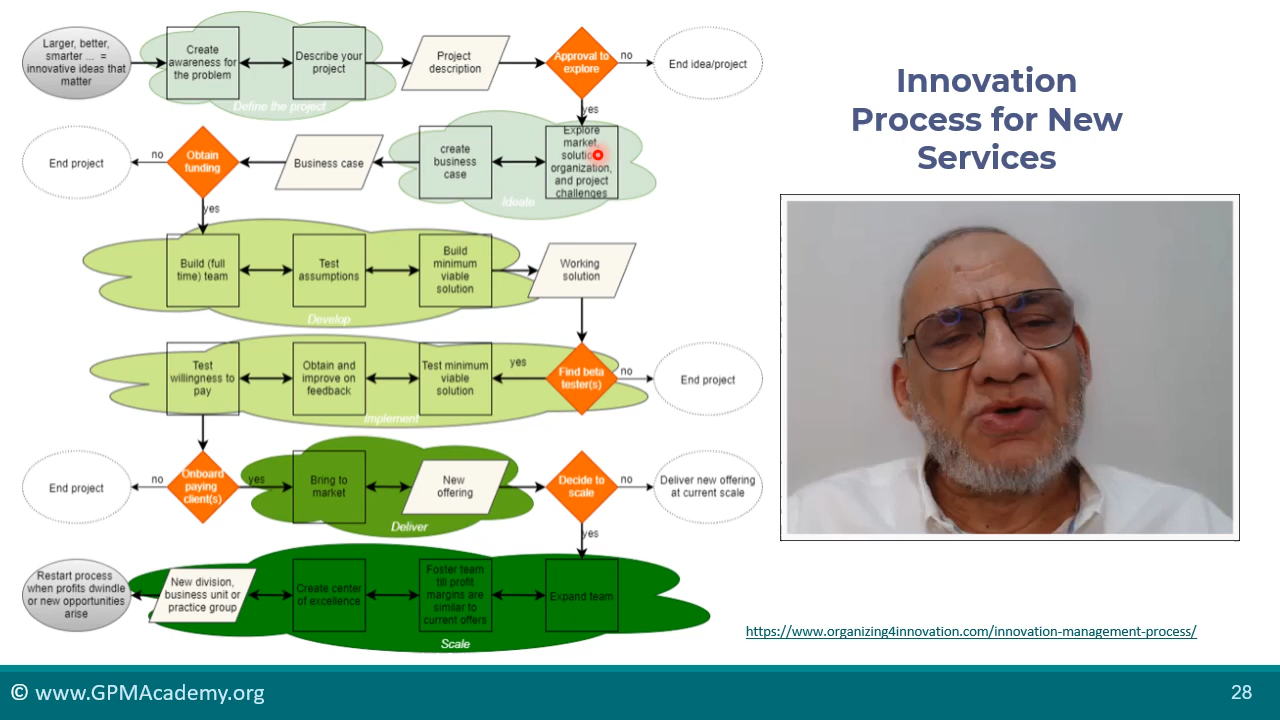 Larger, better,
smarter ... =
innovative ideas that
matter
Create
awareness for
the problem
Describe your
project
Define the project
Project
description
Approval to
explore
no
End idea/project
yes
Explore
market,
organization,
and project
challenges
create
business
case
Ideate
Business case
Obtain
funding
no
End project
yes
Build (full
time) team
Test
assumptions
Build
minimum
viable
solution
Develop
Working
solution
Find beta
tester(s)
no
End project
yes
Test minimum
viable
solution
Obtain and
improve on
feedback
Test
willingness to
pay
Implement
Onboard
paying
client(s)
no
End project
yes
Bring to
market
New
offering
Deliver
Decide to
scale
no
Deliver new offering
at current scale
yes
Expand team
Foster team
till profit
margins are
similar to
current offers
Create center
of excellence
New division,
business unit or
practice group
Scale
Restart process
when profits dwindle
or new opportunities
arise
Innovation
Process for New
Services
https://www.organizing4innovation.com/innovation-management-process/
© www.GPMAcademy.org
28